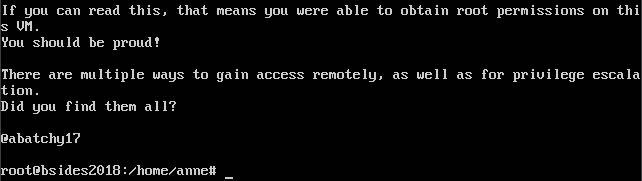 If you can read this, that means you were able to obtain root permissions on thi
s VM.
You should be proud!
There are multiple ways to gain access remotely, as well as for privilege escala
tion.
Did you find them all?
@abatchy17
root@bsides2018:/home/anne# _